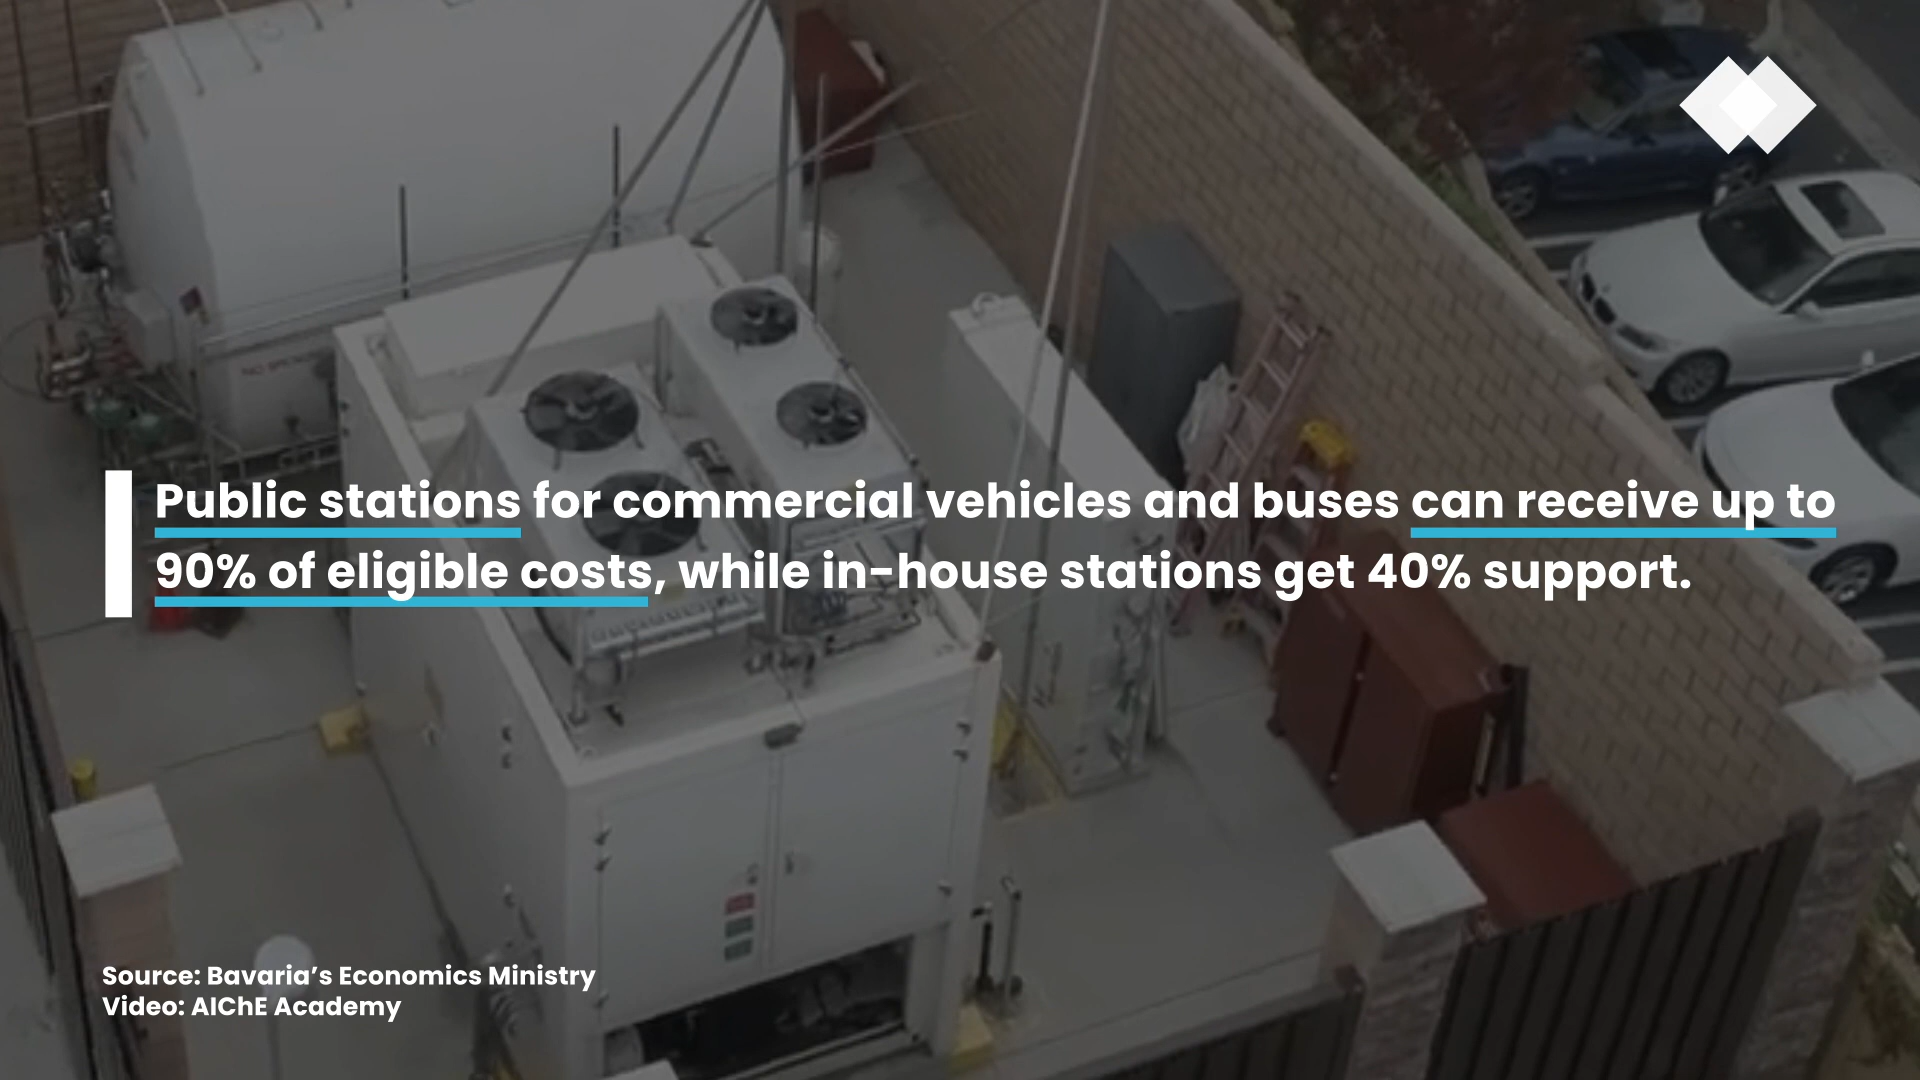 Public stations for commercial vehicles and buses can receive up to
90% of eligible costs, while in-house stations get 40% support.
Source: Bavaria’s Economics Ministry
Video: AIChE Academy